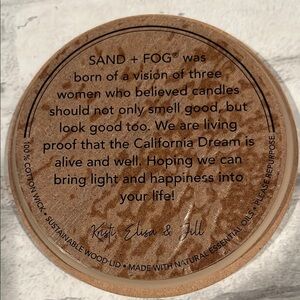 SAND + FOG® was
born of a vision of three
women who believed candles
should not only smell good, but
look good too. We are living
proof that the California Dream is
alive and well. Hoping we can
bring light and happiness into
your life!
Kristi, Elisa & Jill
100% COTTON WICK • SUSTAINABLE WOOD LID • MADE WITH NATURAL ESSENTIAL OILS • PLEASE REPURPOSE